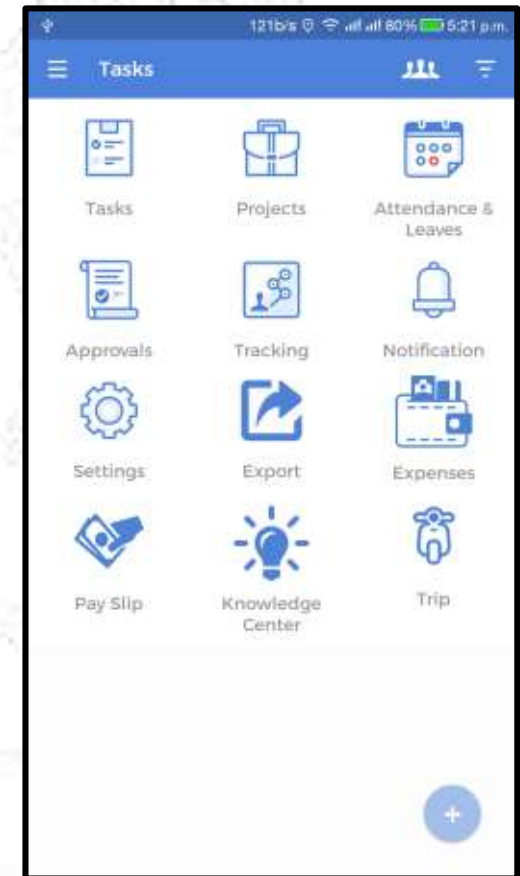 121b/s 80% 5:21 p.m.
Tasks
Tasks Projects Attendance &
Leaves
Approvals Tracking Notification
Settings Export Expenses
Pay Slip Knowledge Trip
Center
+